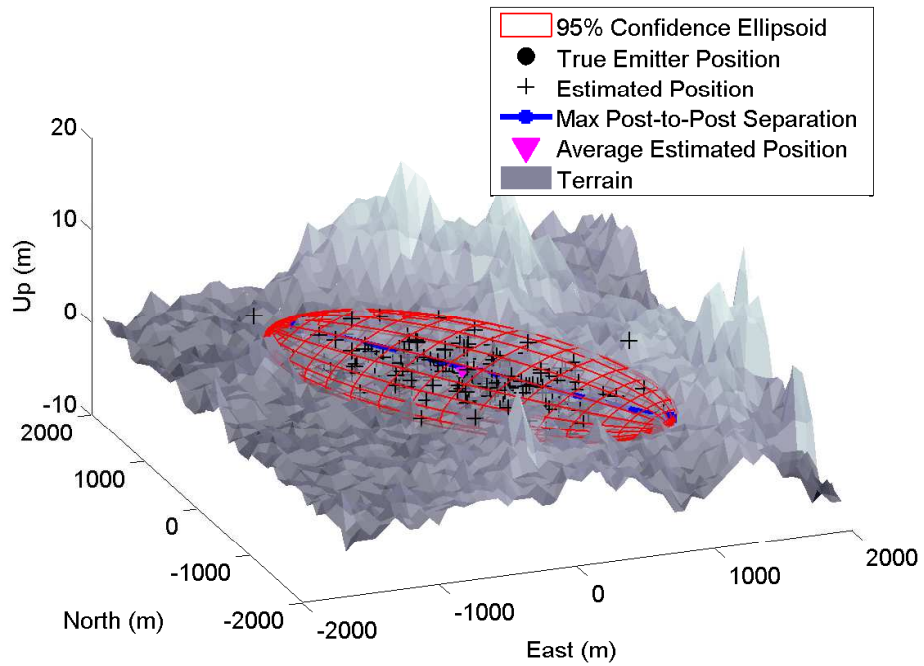 95% Confidence Ellipsoid
True Emitter Position
Estimated Position
Max Post-to-Post Separation
Average Estimated Position
Terrain
20
10
0
-10
Up (m)
2000
1000
0
-1000
-2000
North (m)
-2000
-1000
0
1000
2000
East (m)